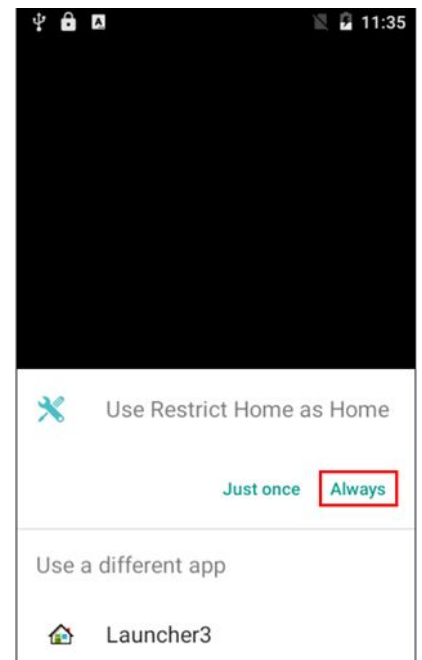 A
11:35
Use Restrict Home as Home
Just once Always
Use a different app
Launcher3